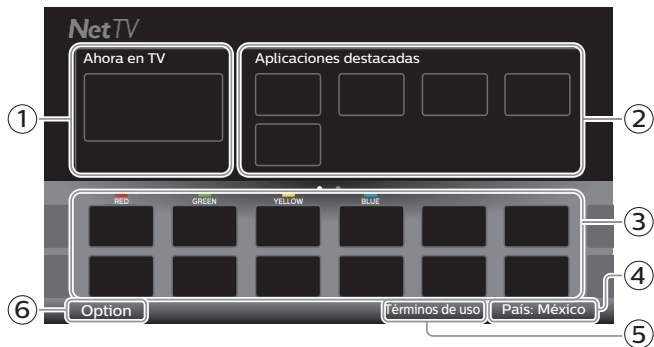 NetTV
Ahora en TV
Aplicaciones destacadas
1
2
RED GREEN YELLOW BLUE
3
4
6
Option
Términos de uso
País: México
5